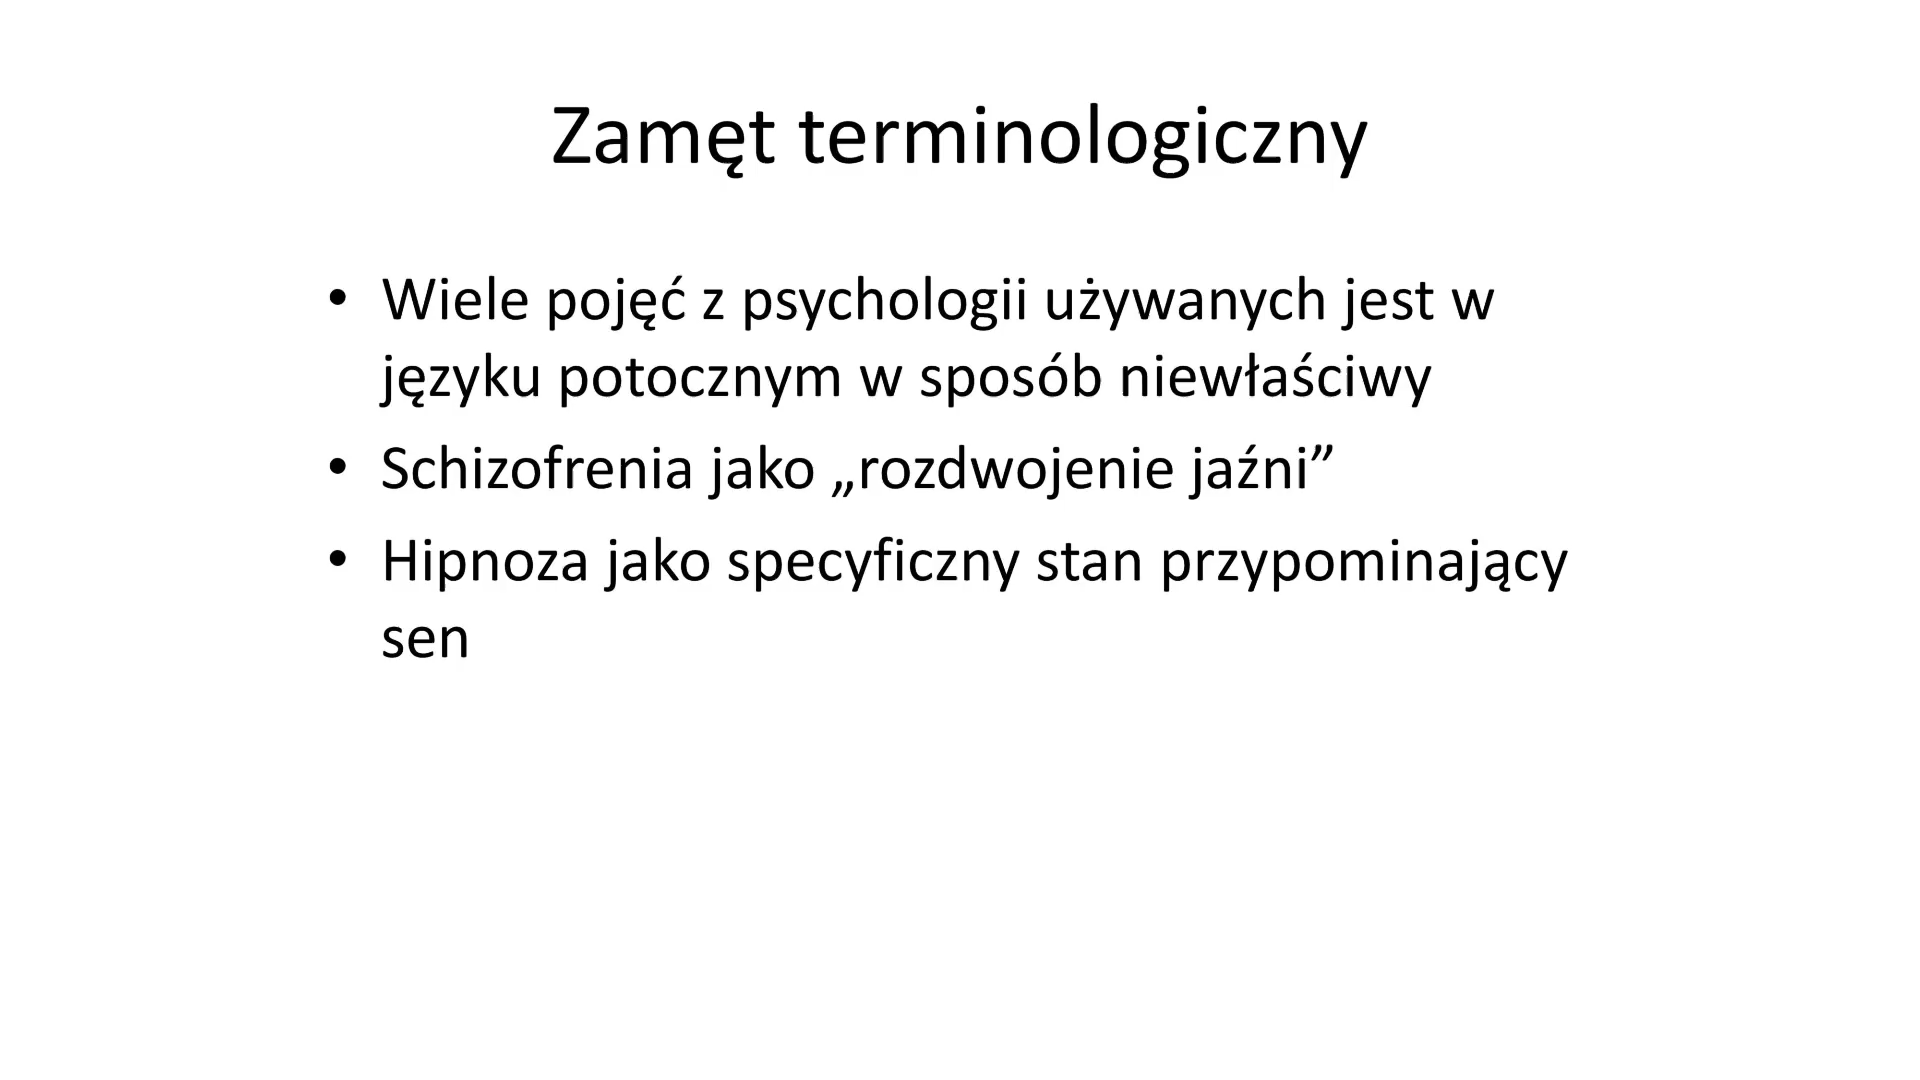 Zamęt terminologiczny
• Wiele pojęć z psychologii używanych jest w
języku potocznym w sposób niewłaściwy
• Schizofrenia jako „rozdwojenie jaźni”
• Hipnoza jako specyficzny stan przypominający
sen